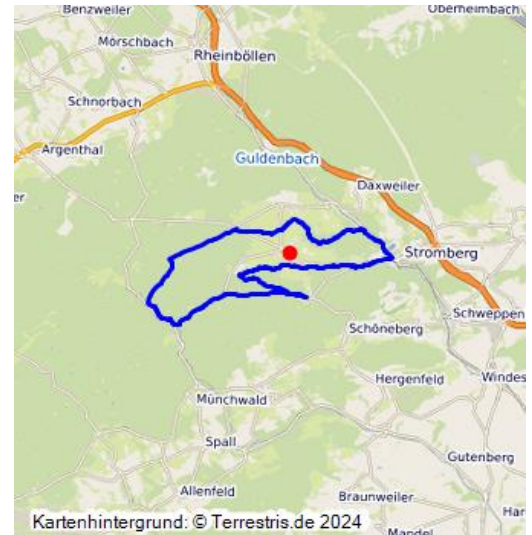 Benzweiler
Oberheimbach
Mörschbach
Rheinböllen
Schnorbach
Argenthal
Guldenbach
Daxweiler
Stromberg
Schweppen
Schöneberg
Hergenfeld
Windes
Münchwald
Spall
Gutenberg
Allenfeld
Braunweiler
Har
Mandel
Kartenhintergrund: © Terrestris.de 2024